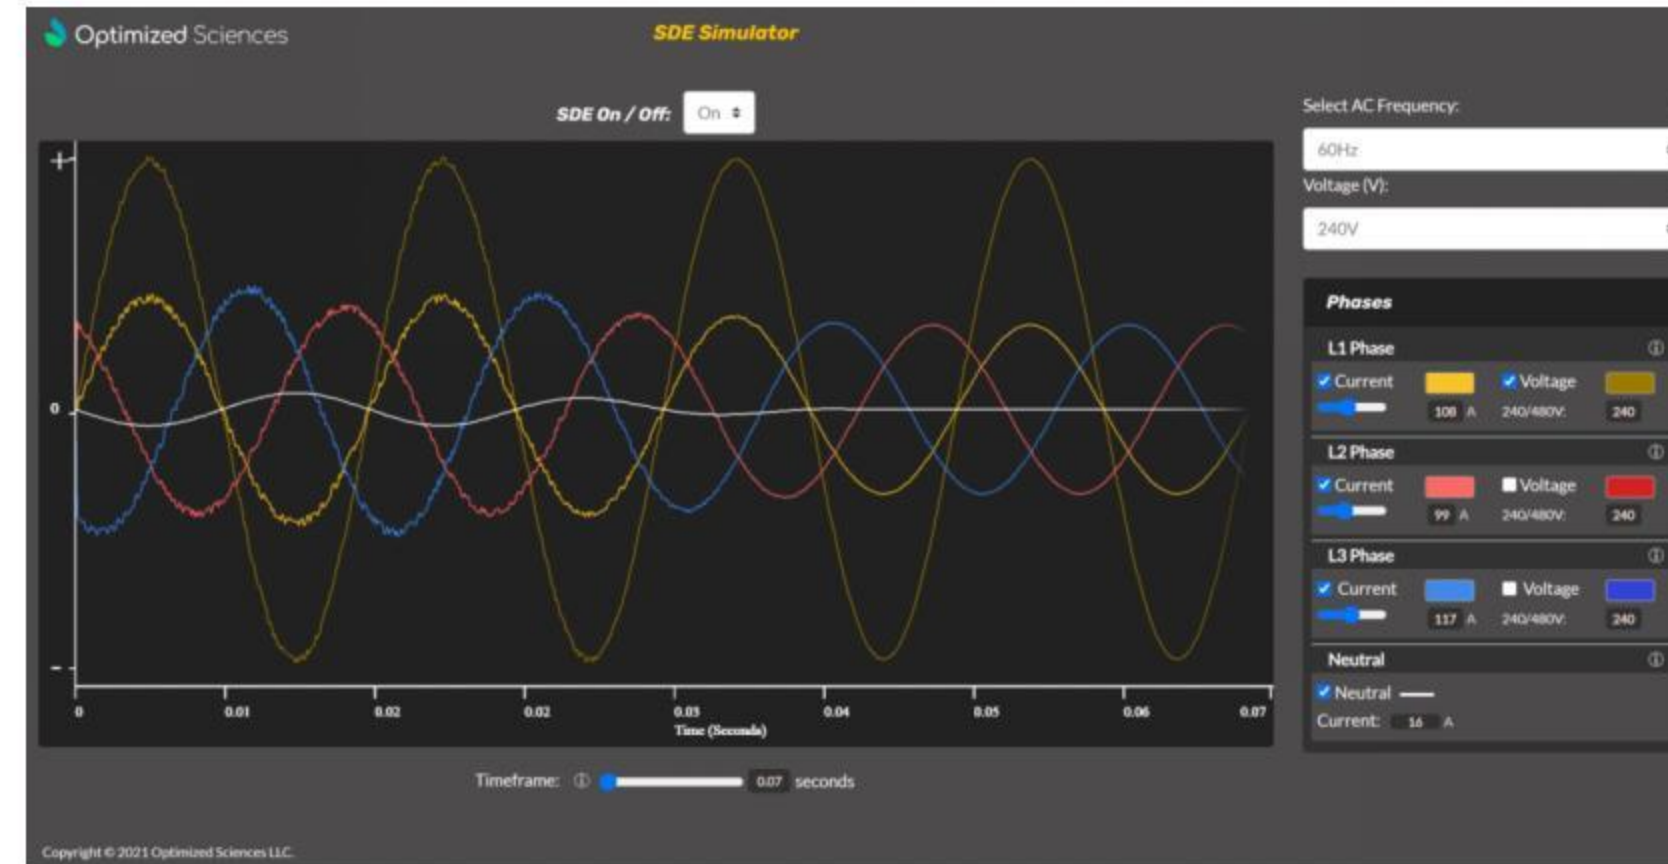 Optimized Sciences
SDE Simulator
SDE On / Off: On
Select AC Frequency:
60Hz
Voltage (V):
240V
+
0
-
0 0.01 0.02 0.02 0.03 0.04 0.05 0.06 0.07
Time (Seconds)
Timeframe: 0.07 seconds
Phases
L1 Phase
Current Voltage
108 A 240/480V: 240
L2 Phase
Current Voltage
99 A 240/480V: 240
L3 Phase
Current Voltage
117 A 240/480V: 240
Neutral
Neutral
Current: 16 A
Copyright © 2021 Optimized Sciences LLC.